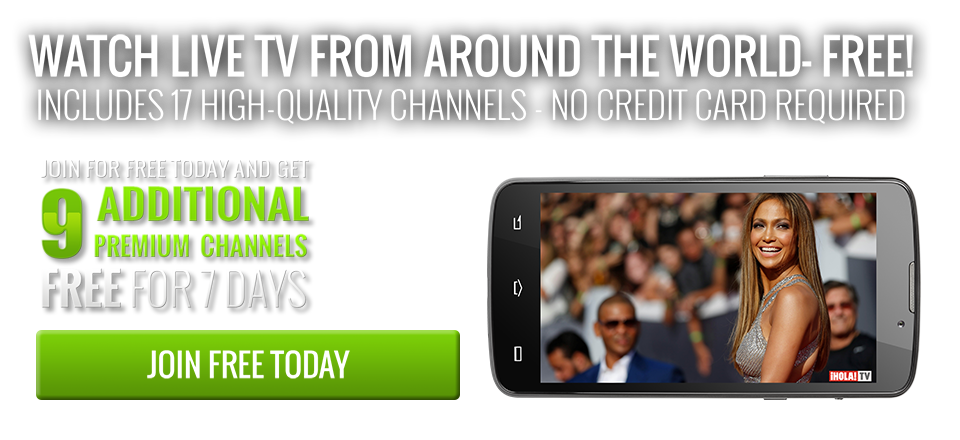 WATCH LIVE TV FROM AROUND THE WORLD- FREE!
INCLUDES 17 HIGH-QUALITY CHANNELS - NO CREDIT CARD REQUIRED
JOIN FOR FREE TODAY AND GET
9 ADDITIONAL
PREMIUM CHANNELS
FREE FOR 7 DAYS
JOIN FREE TODAY
¡HOLA! TV